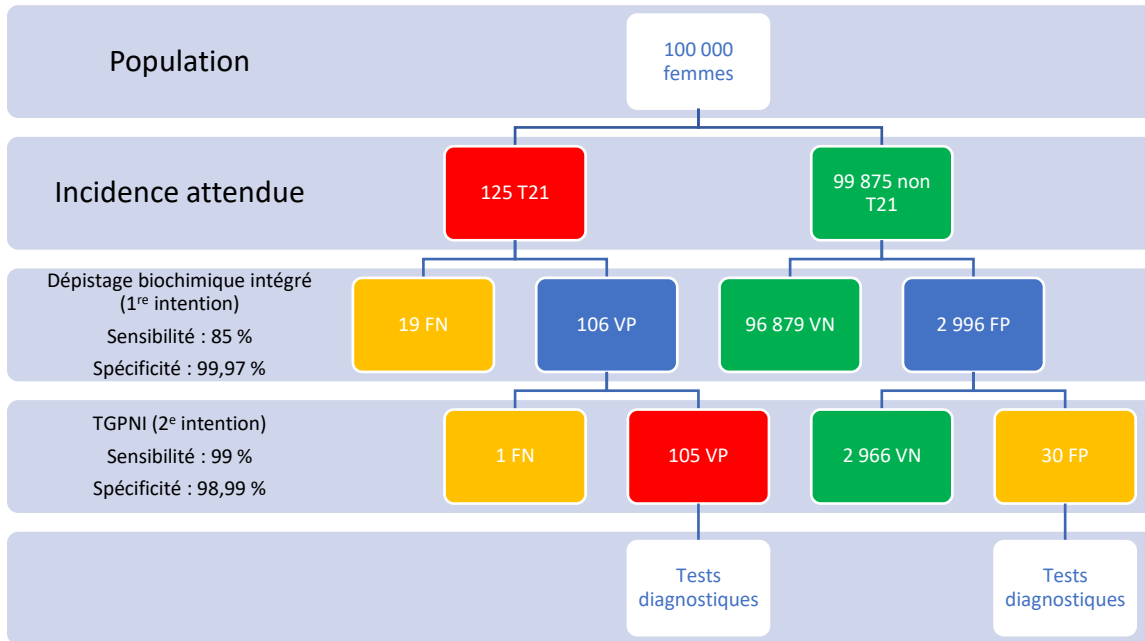 Population
100 000
femmes
Incidence attendue
125 T21
99 875 non
T21
Dépistage biochimique intégré
(1re intention)
Sensibilité : 85 %
Spécificité : 99,97 %
19 FN
106 VP
96 879 VN
2 996 FP
TGPNI (2e intention)
Sensibilité : 99 %
Spécificité : 98,99 %
1 FN
105 VP
2 966 VN
30 FP
Tests
diagnostiques
Tests
diagnostiques